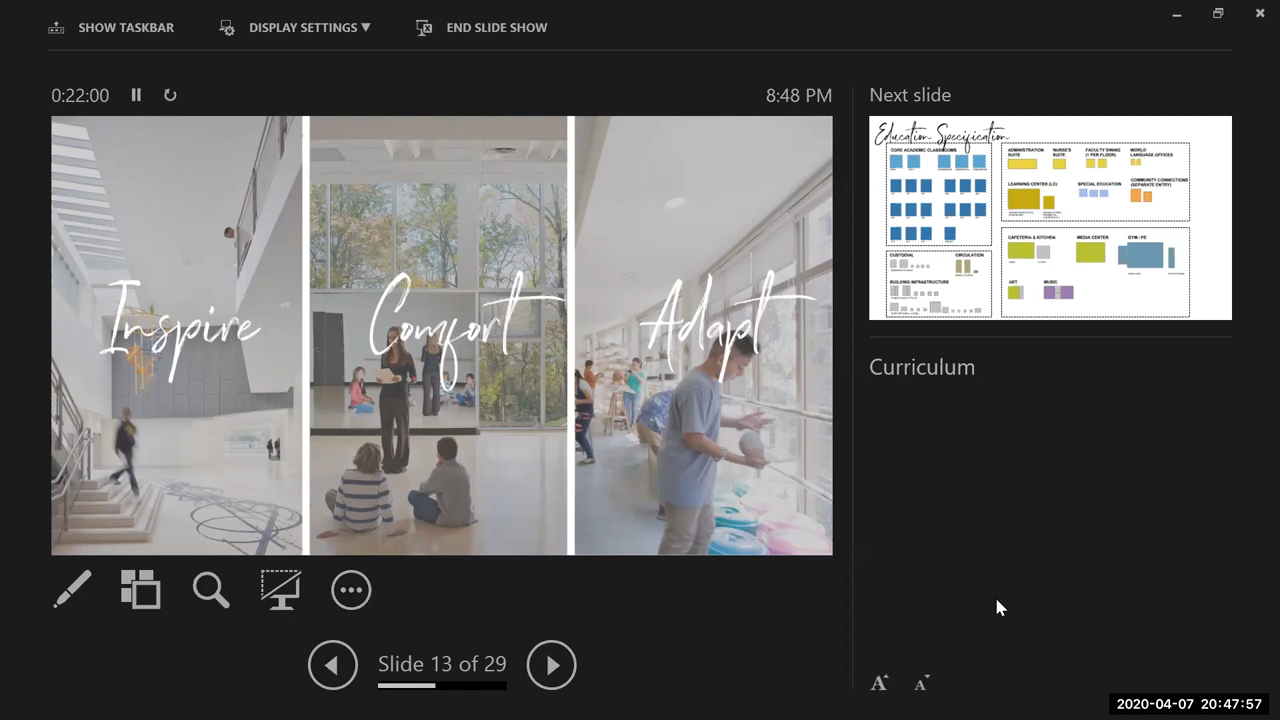 SHOW TASKBAR
DISPLAY SETTINGS ▼
END SLIDE SHOW
0:22:00
8:48 PM
Inspire
Comfort
Adapt
Slide 13 of 29
Next slide
Education Specification
CORE ACADEMIC CLASSROOMS
ADMINISTRATION
SUITE
NURSE'S
SUITE
FACULTY DINING
(1 PER FLOOR)
WORLD
LANGUAGE OFFICES
LEARNING CENTER (LC)
SPECIAL EDUCATION
COMMUNITY CONNECTIONS
(SEPARATE ENTRY)
CUSTODIAL
CIRCULATION
BUILDING INFRASTRUCTURE
CAFETERIA & KITCHEN
MEDIA CENTER
GYM / PE
ART
MUSIC
Curriculum
A A
2020-04-07 20:47:57